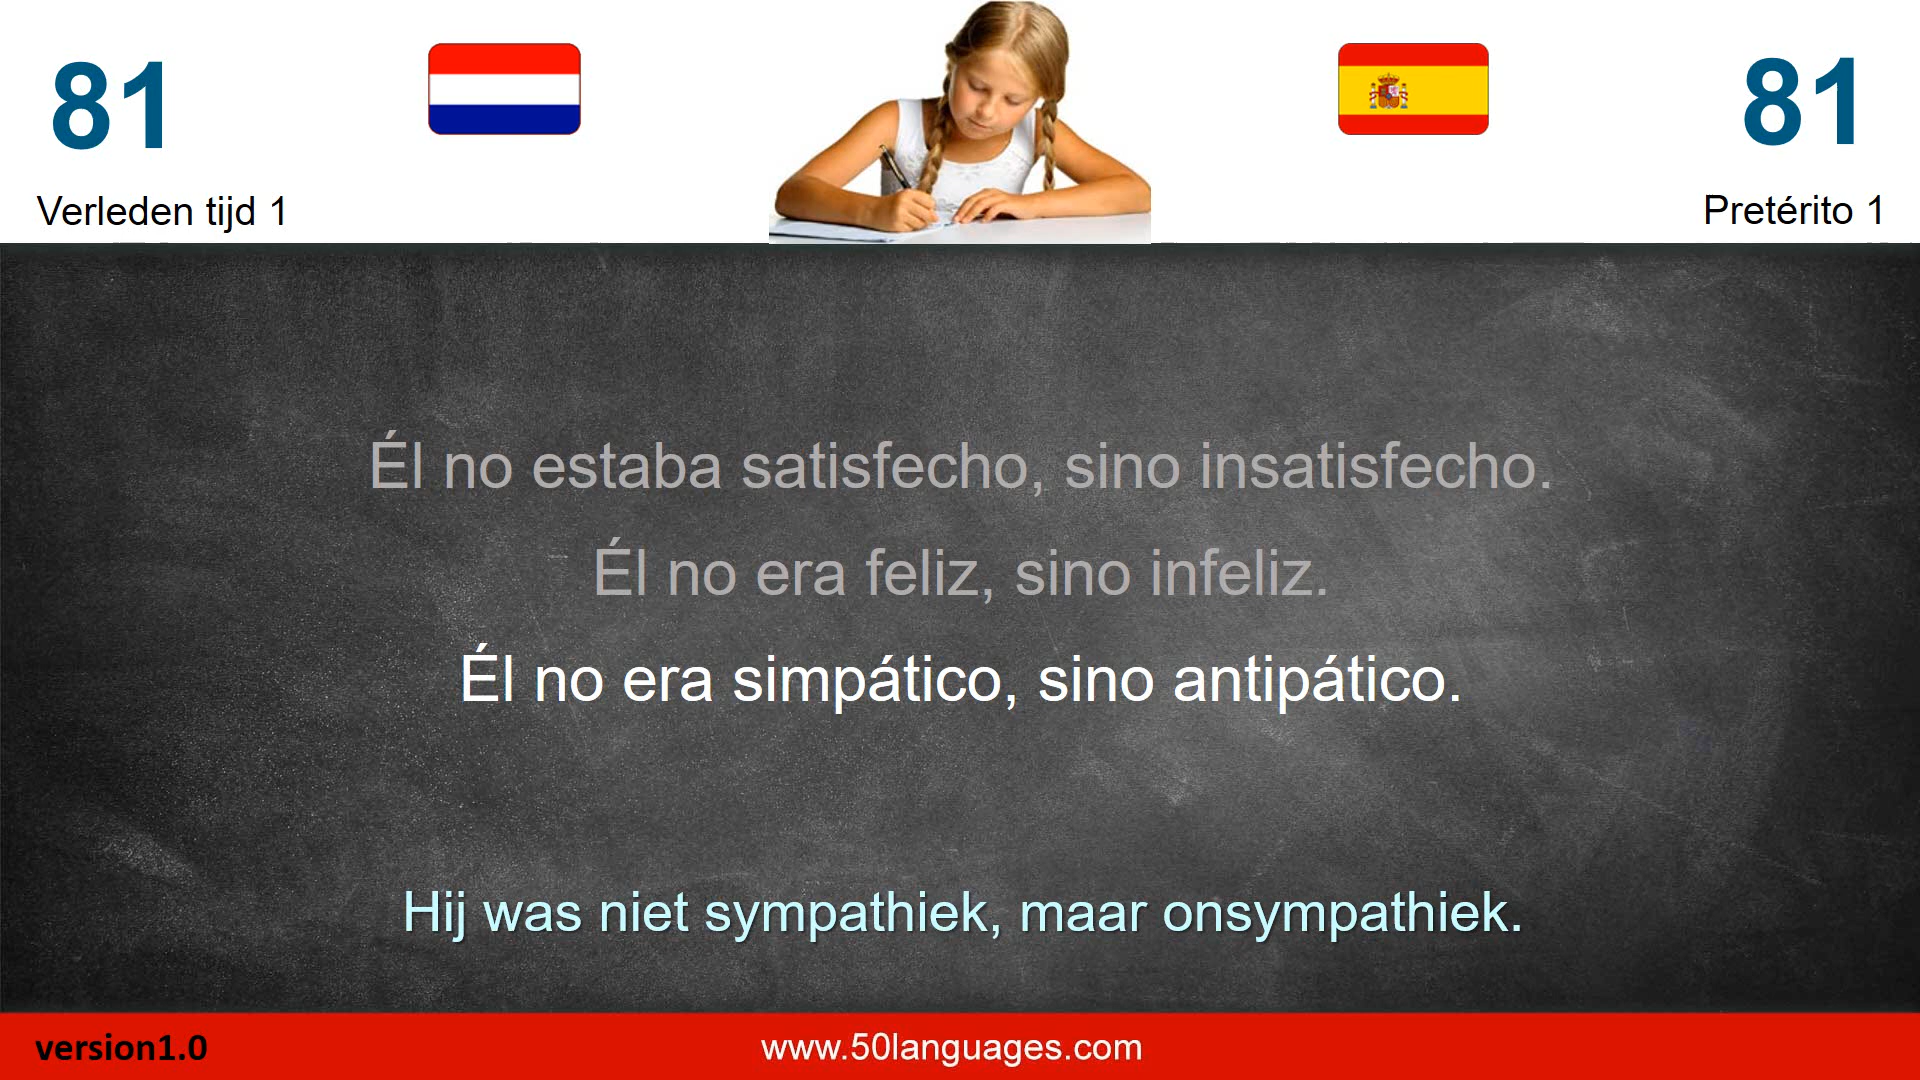 81
81
Verleden tijd 1
Pretérito 1
Él no estaba satisfecho, sino insatisfecho.
Él no era feliz, sino infeliz.
Él no era simpático, sino antipático.
Hij was niet sympathiek, maar onsympathiek.
version1.0
www.50languages.com